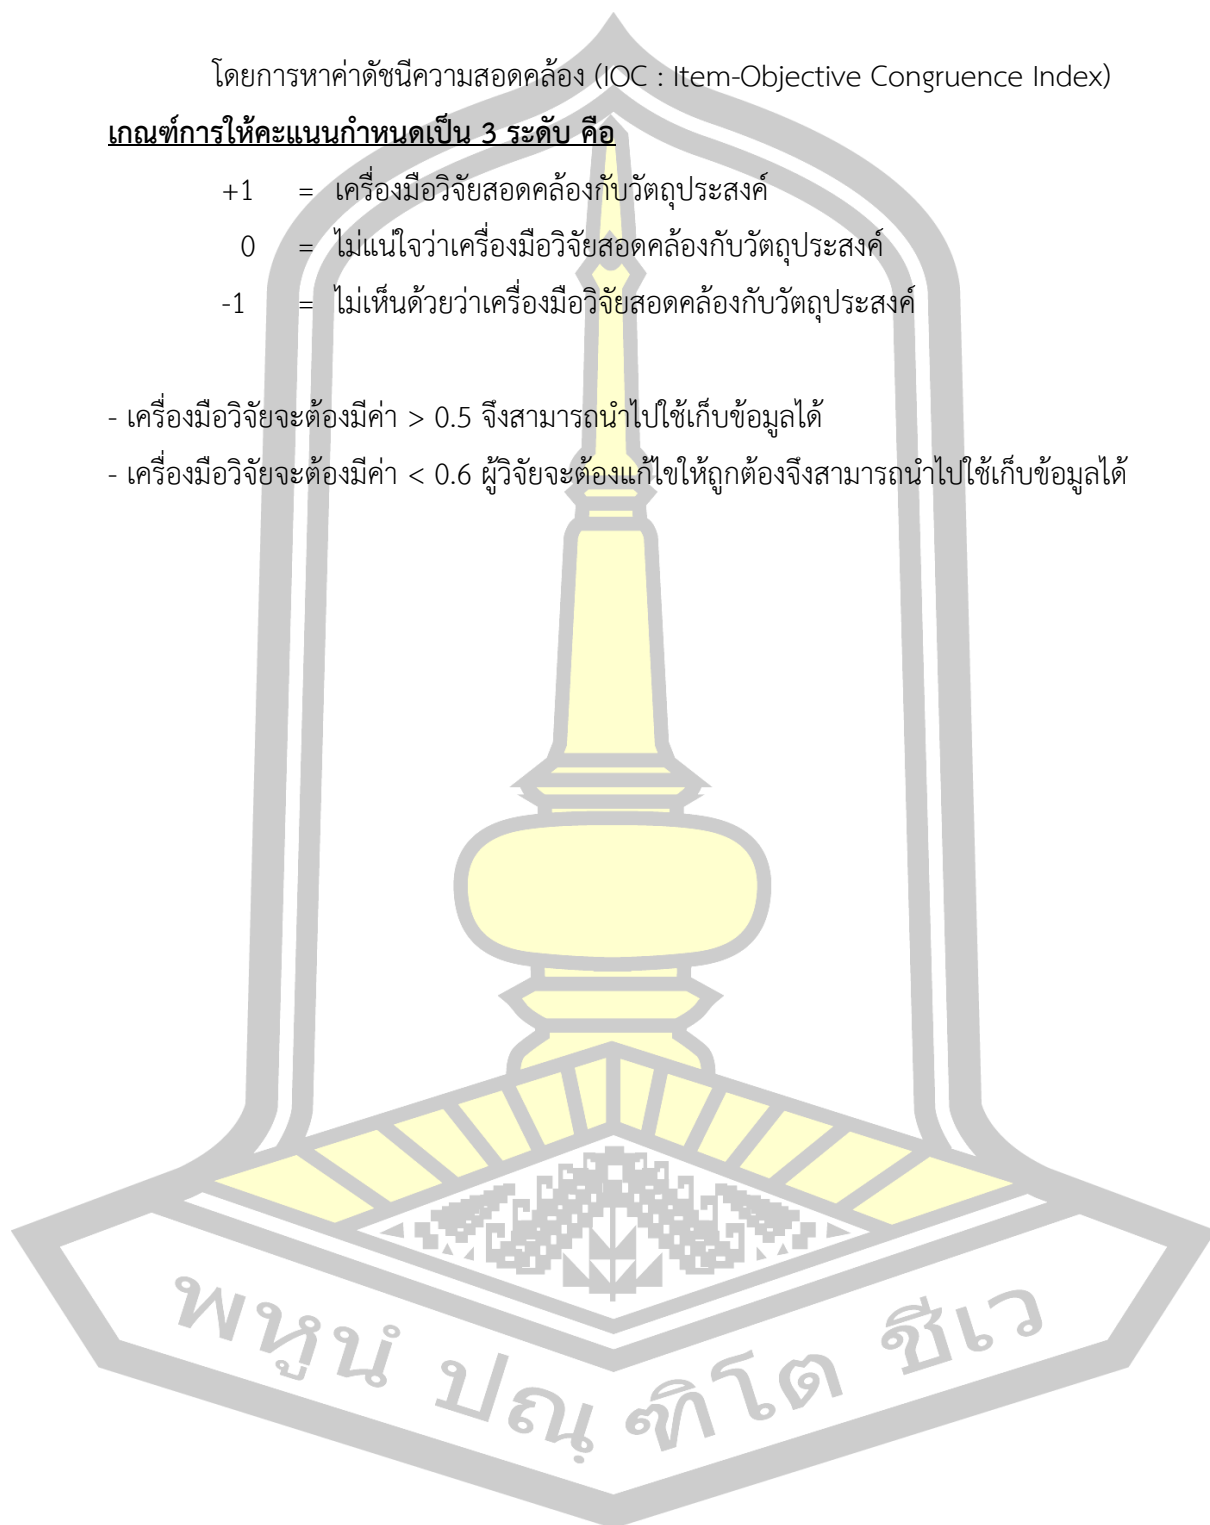 โดยการหาค่าดัชนีความสอดคล้อง (IOC : Item-Objective Congruence Index)
เกณฑ์การให้คะแนนกำหนดเป็น 3 ระดับ คือ
+1 = เครื่องมือวิจัยสอดคล้องกับวัตถุประสงค์
0 = ไม่แน่ใจว่าเครื่องมือวิจัยสอดคล้องกับวัตถุประสงค์
-1 = ไม่เห็นด้วยว่าเครื่องมือวิจัยสอดคล้องกับวัตถุประสงค์
- เครื่องมือวิจัยจะต้องมีค่า > 0.5 จึงสามารถนำไปใช้เก็บข้อมูลได้
- เครื่องมือวิจัยจะต้องมีค่า < 0.6 ผู้วิจัยจะต้องแก้ไขให้ถูกต้องจึงสามารถนำไปใช้เก็บข้อมูลได้
พหูนํ ปณฺฑิโต ชีเว